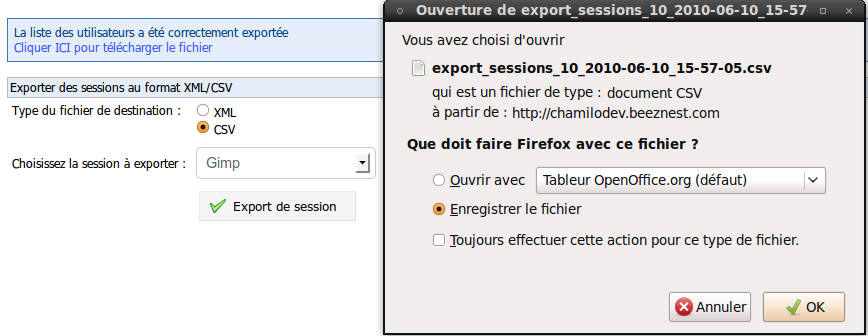 La liste des utilisateurs a été correctement exportée
Cliquer ICI pour télécharger le fichier
Exporter des sessions au format XML/CSV
Type du fichier de destination :
XML
CSV
Choisissez la session à exporter :
Gimp
Export de session
Ouverture de export_sessions_10_2010-06-10_15-57
Vous avez choisi d'ouvrir
export_sessions_10_2010-06-10_15-57-05.csv
qui est un fichier de type : document CSV
à partir de : http://chamilodev.beeznest.com
Que doit faire Firefox avec ce fichier ?
Ouvrir avec
Tableur OpenOffice.org (défaut)
Enregistrer le fichier
Toujours effectuer cette action pour ce type de fichier.
Annuler
OK